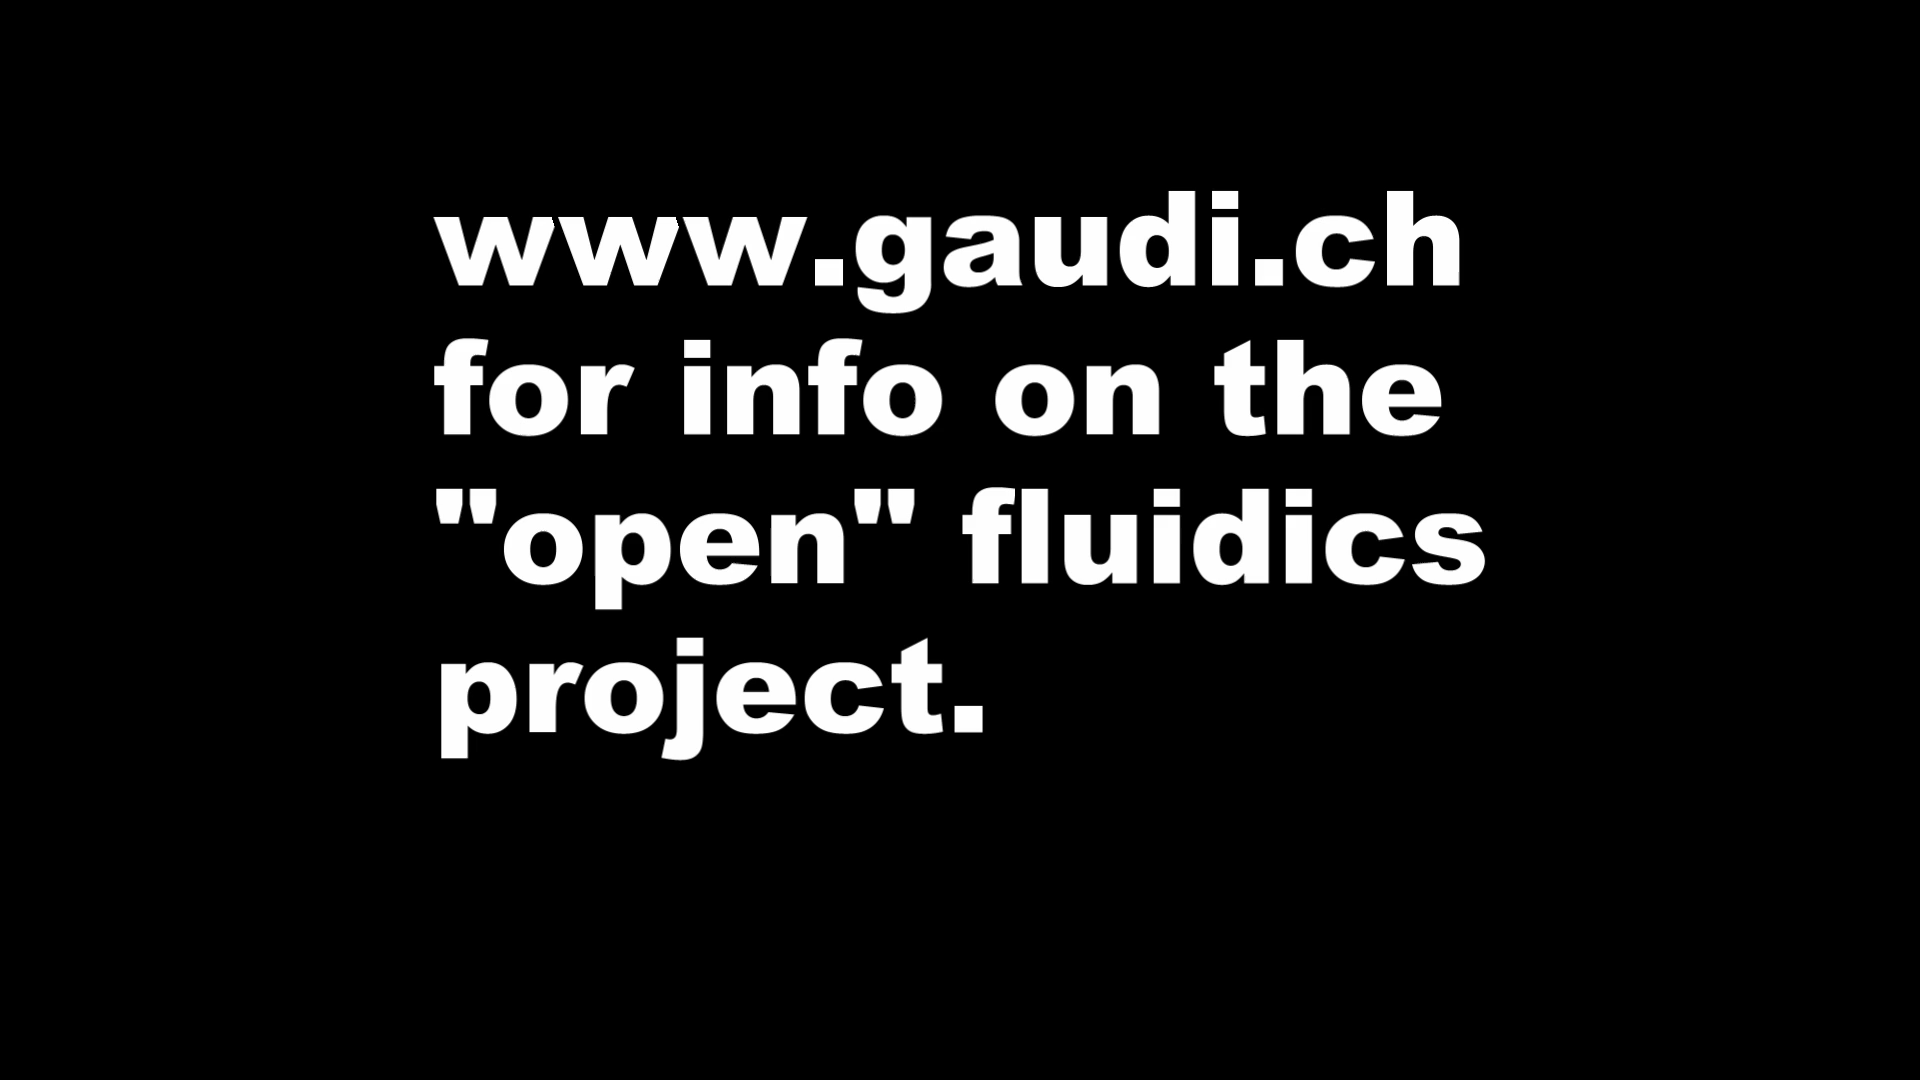 www.gaudi.ch
for info on the
"open" fluidics
project.